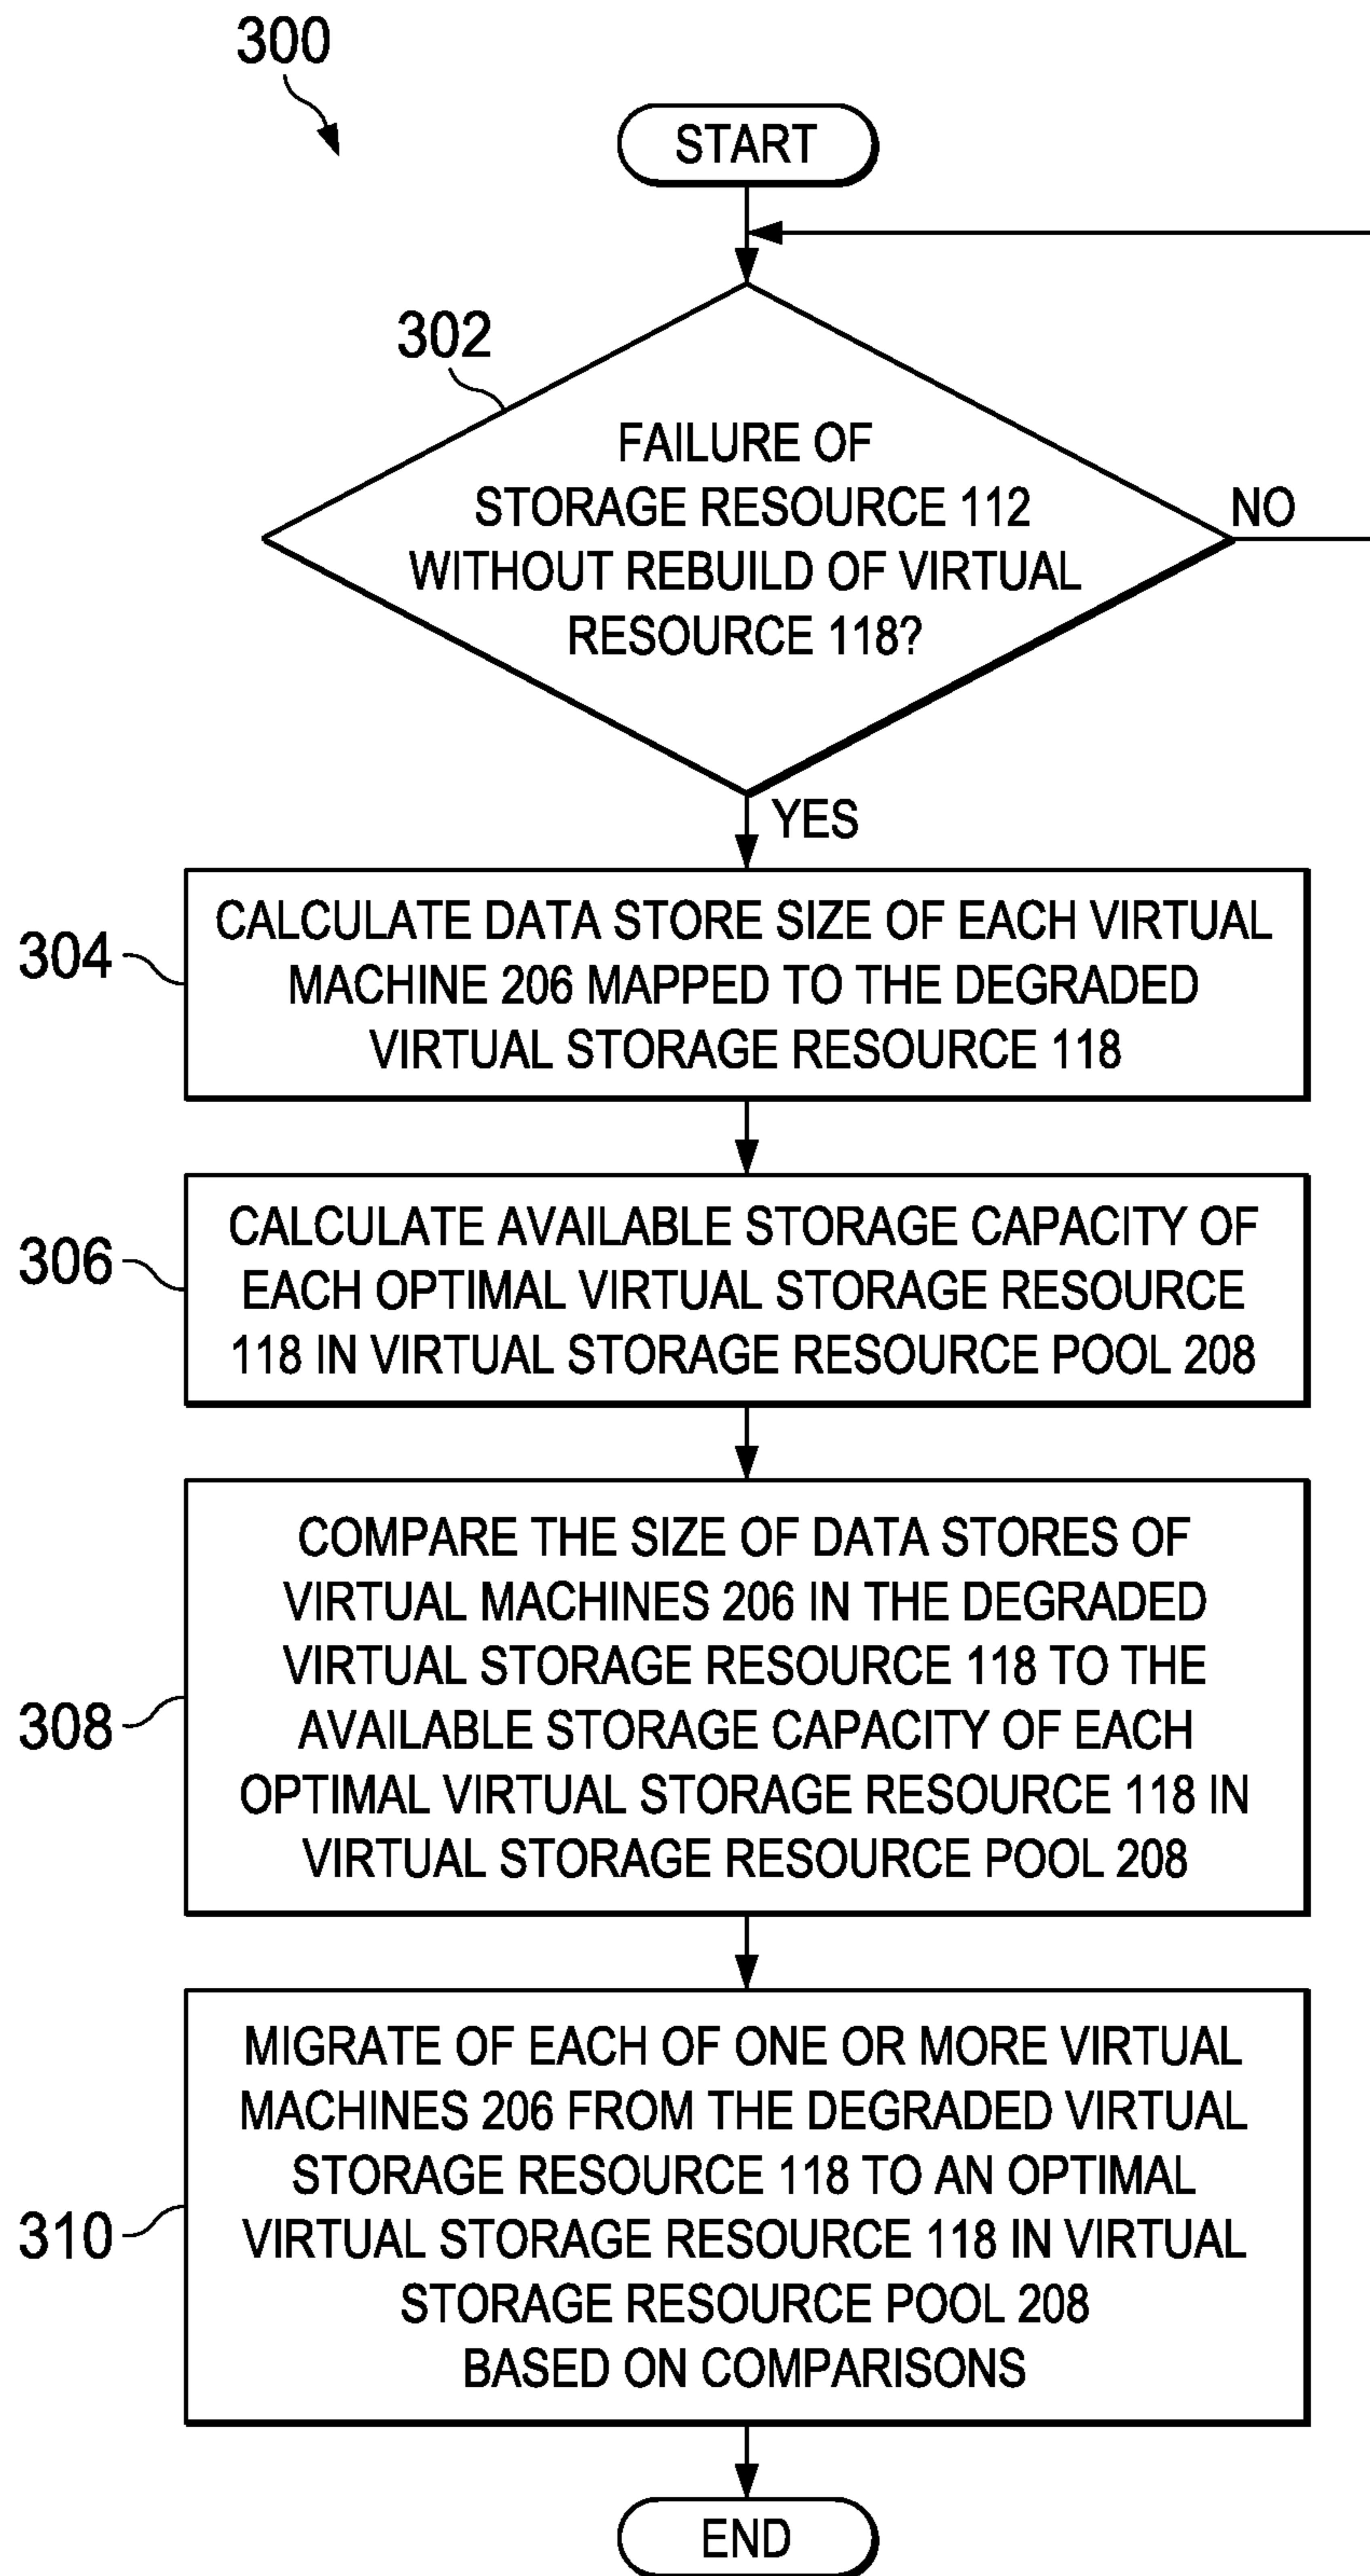 300
START
302
FAILURE OF
STORAGE RESOURCE 112
WITHOUT REBUILD OF VIRTUAL
RESOURCE 118?
NO
YES
304
CALCULATE DATA STORE SIZE OF EACH VIRTUAL
MACHINE 206 MAPPED TO THE DEGRADED
VIRTUAL STORAGE RESOURCE 118
306
CALCULATE AVAILABLE STORAGE CAPACITY OF
EACH OPTIMAL VIRTUAL STORAGE RESOURCE
118 IN VIRTUAL STORAGE RESOURCE POOL 208
308
COMPARE THE SIZE OF DATA STORES OF
VIRTUAL MACHINES 206 IN THE DEGRADED
VIRTUAL STORAGE RESOURCE 118 TO THE
AVAILABLE STORAGE CAPACITY OF EACH
OPTIMAL VIRTUAL STORAGE RESOURCE 118 IN
VIRTUAL STORAGE RESOURCE POOL 208
310
MIGRATE OF EACH OF ONE OR MORE VIRTUAL
MACHINES 206 FROM THE DEGRADED VIRTUAL
STORAGE RESOURCE 118 TO AN OPTIMAL
VIRTUAL STORAGE RESOURCE 118 IN VIRTUAL
STORAGE RESOURCE POOL 208
BASED ON COMPARISONS
END